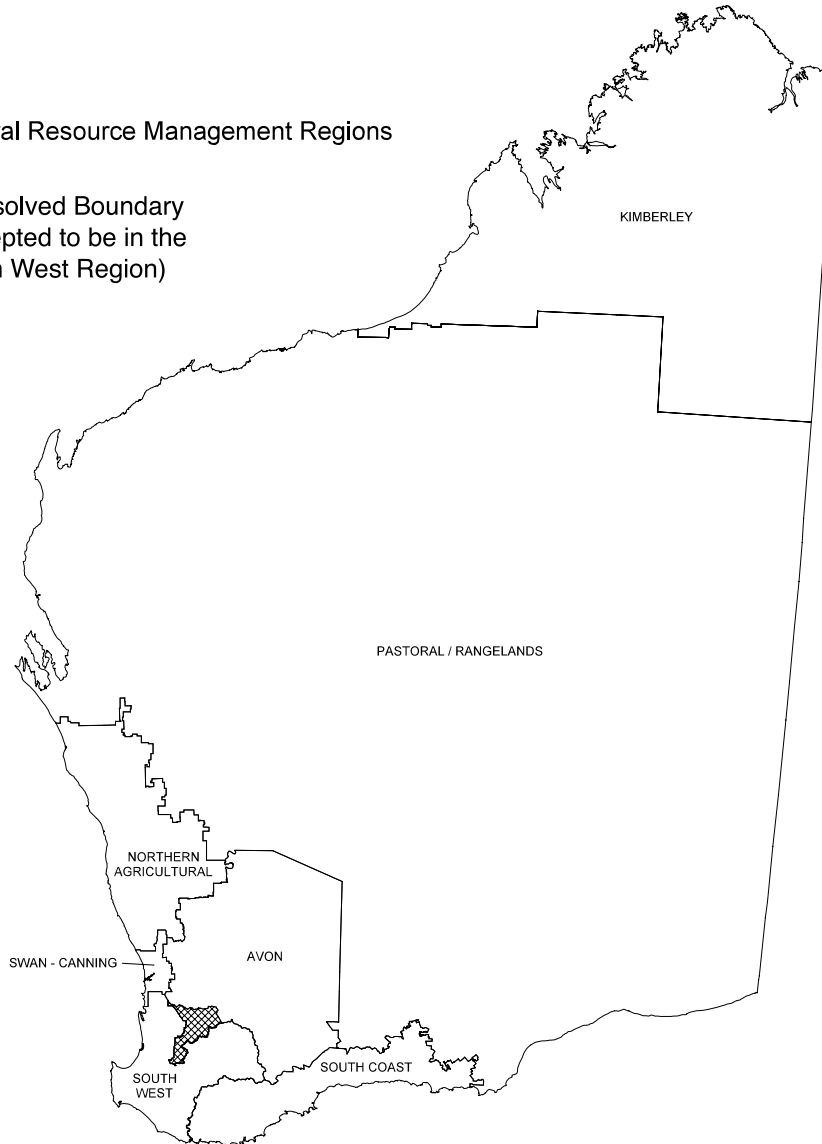 al Resource Management Regions
solved Boundary
epted to be in the
West Region)
KIMBERLEY
PASTORAL / RANGELANDS
NORTHERN
AGRICULTURAL
SWAN - CANNING
AVON
SOUTH COAST
SOUTH
WEST